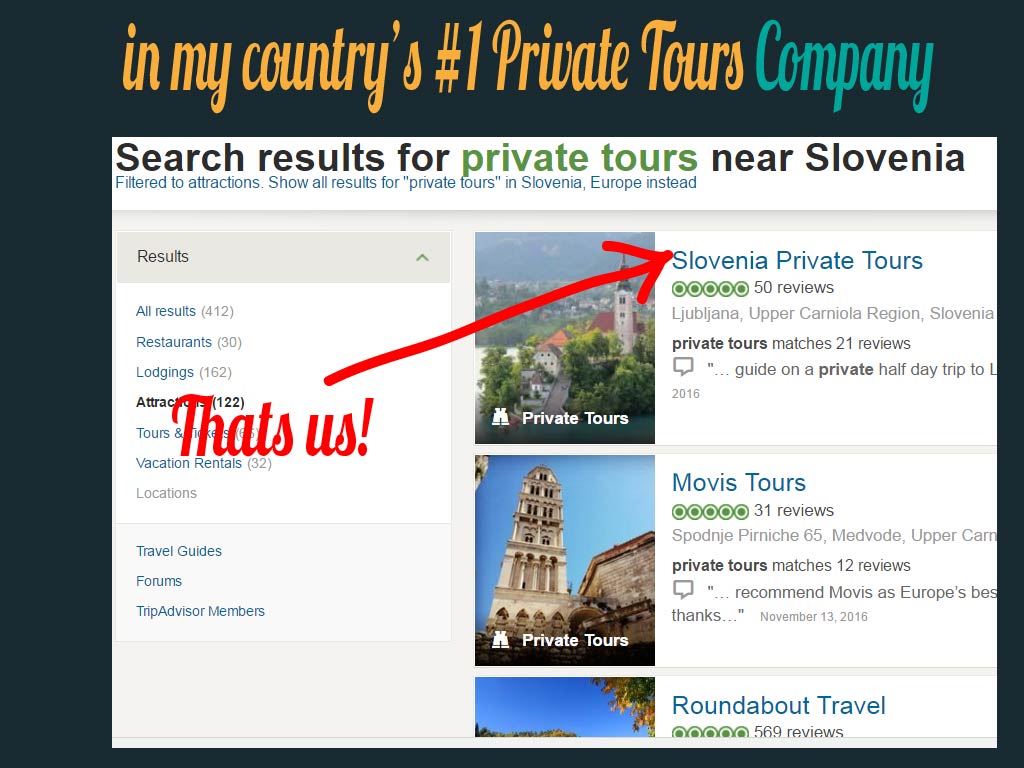 in my country's #1 Private Tours Company
Search results for private tours near Slovenia
Filtered to attractions. Show all results for "private tours" in Slovenia, Europe instead
Results
All results (412)
Restaurants (30)
Lodgings (162)
Attractions (122)
Tours & Tickets
Vacation Rentals (32)
Locations
Travel Guides
Forums
TripAdvisor Members
Thats us!
Private Tours
Slovenia Private Tours
50 reviews
Ljubljana, Upper Carniola Region, Slovenia
private tours matches 21 reviews
"... guide on a private half day trip to L
2016
Private Tours
Movis Tours
31 reviews
Spodnje Pirniche 65, Medvode, Upper Carn
private tours matches 12 reviews
"... recommend Movis as Europe's bes
thanks..." November 13, 2016
Roundabout Travel
569 reviews